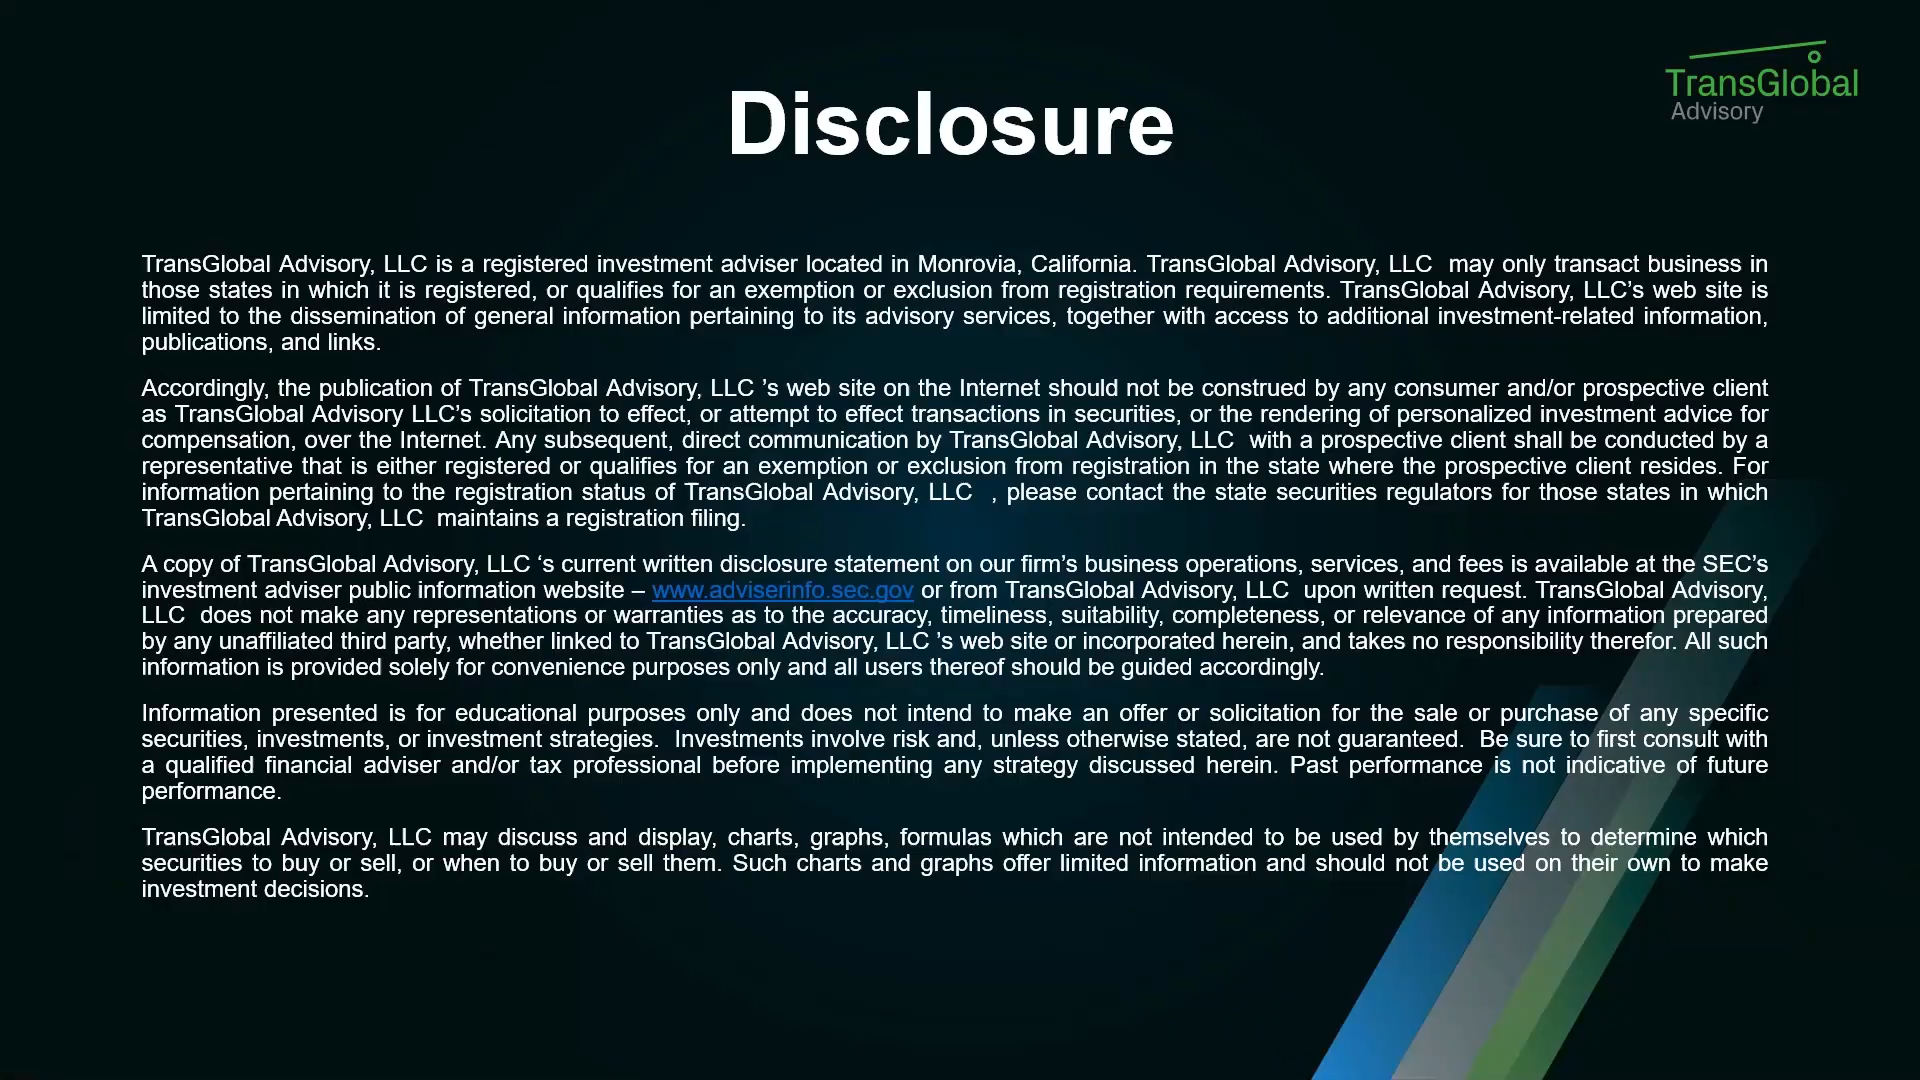 TransGlobal
Advisory
Disclosure
TransGlobal Advisory, LLC is a registered investment adviser located in Monrovia, California. TransGlobal Advisory, LLC  may only transact business in
those states in which it is registered, or qualifies for an exemption or exclusion from registration requirements. TransGlobal Advisory, LLC’s web site is
limited to the dissemination of general information pertaining to its advisory services, together with access to additional investment-related information,
publications, and links.
Accordingly, the publication of TransGlobal Advisory, LLC ’s web site on the Internet should not be construed by any consumer and/or prospective client
as TransGlobal Advisory LLC’s solicitation to effect, or attempt to effect transactions in securities, or the rendering of personalized investment advice for
compensation, over the Internet. Any subsequent, direct communication by TransGlobal Advisory, LLC  with a prospective client shall be conducted by a
representative that is either registered or qualifies for an exemption or exclusion from registration in the state where the prospective client resides. For
information pertaining to the registration status of TransGlobal Advisory, LLC  , please contact the state securities regulators for those states in which
TransGlobal Advisory, LLC  maintains a registration filing.
A copy of TransGlobal Advisory, LLC ‘s current written disclosure statement on our firm’s business operations, services, and fees is available at the SEC’s
investment adviser public information website – www.adviserinfo.sec.gov or from TransGlobal Advisory, LLC  upon written request. TransGlobal Advisory,
LLC  does not make any representations or warranties as to the accuracy, timeliness, suitability, completeness, or relevance of any information prepared
by any unaffiliated third party, whether linked to TransGlobal Advisory, LLC ’s web site or incorporated herein, and takes no responsibility therefor. All such
information is provided solely for convenience purposes only and all users thereof should be guided accordingly.
Information presented is for educational purposes only and does not intend to make an offer or solicitation for the sale or purchase of any specific
securities, investments, or investment strategies.  Investments involve risk and, unless otherwise stated, are not guaranteed.  Be sure to first consult with
a qualified financial adviser and/or tax professional before implementing any strategy discussed herein. Past performance is not indicative of future
performance.
TransGlobal Advisory, LLC may discuss and display, charts, graphs, formulas which are not intended to be used by themselves to determine which
securities to buy or sell, or when to buy or sell them. Such charts and graphs offer limited information and should not be used on their own to make
investment decisions.